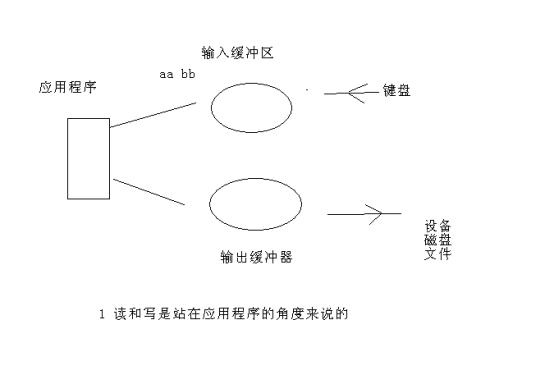 输入缓冲区
aa bb
应用程序
键盘
设备
磁盘
文件
输出缓冲器
1 读和写是站在应用程序的角度来说的